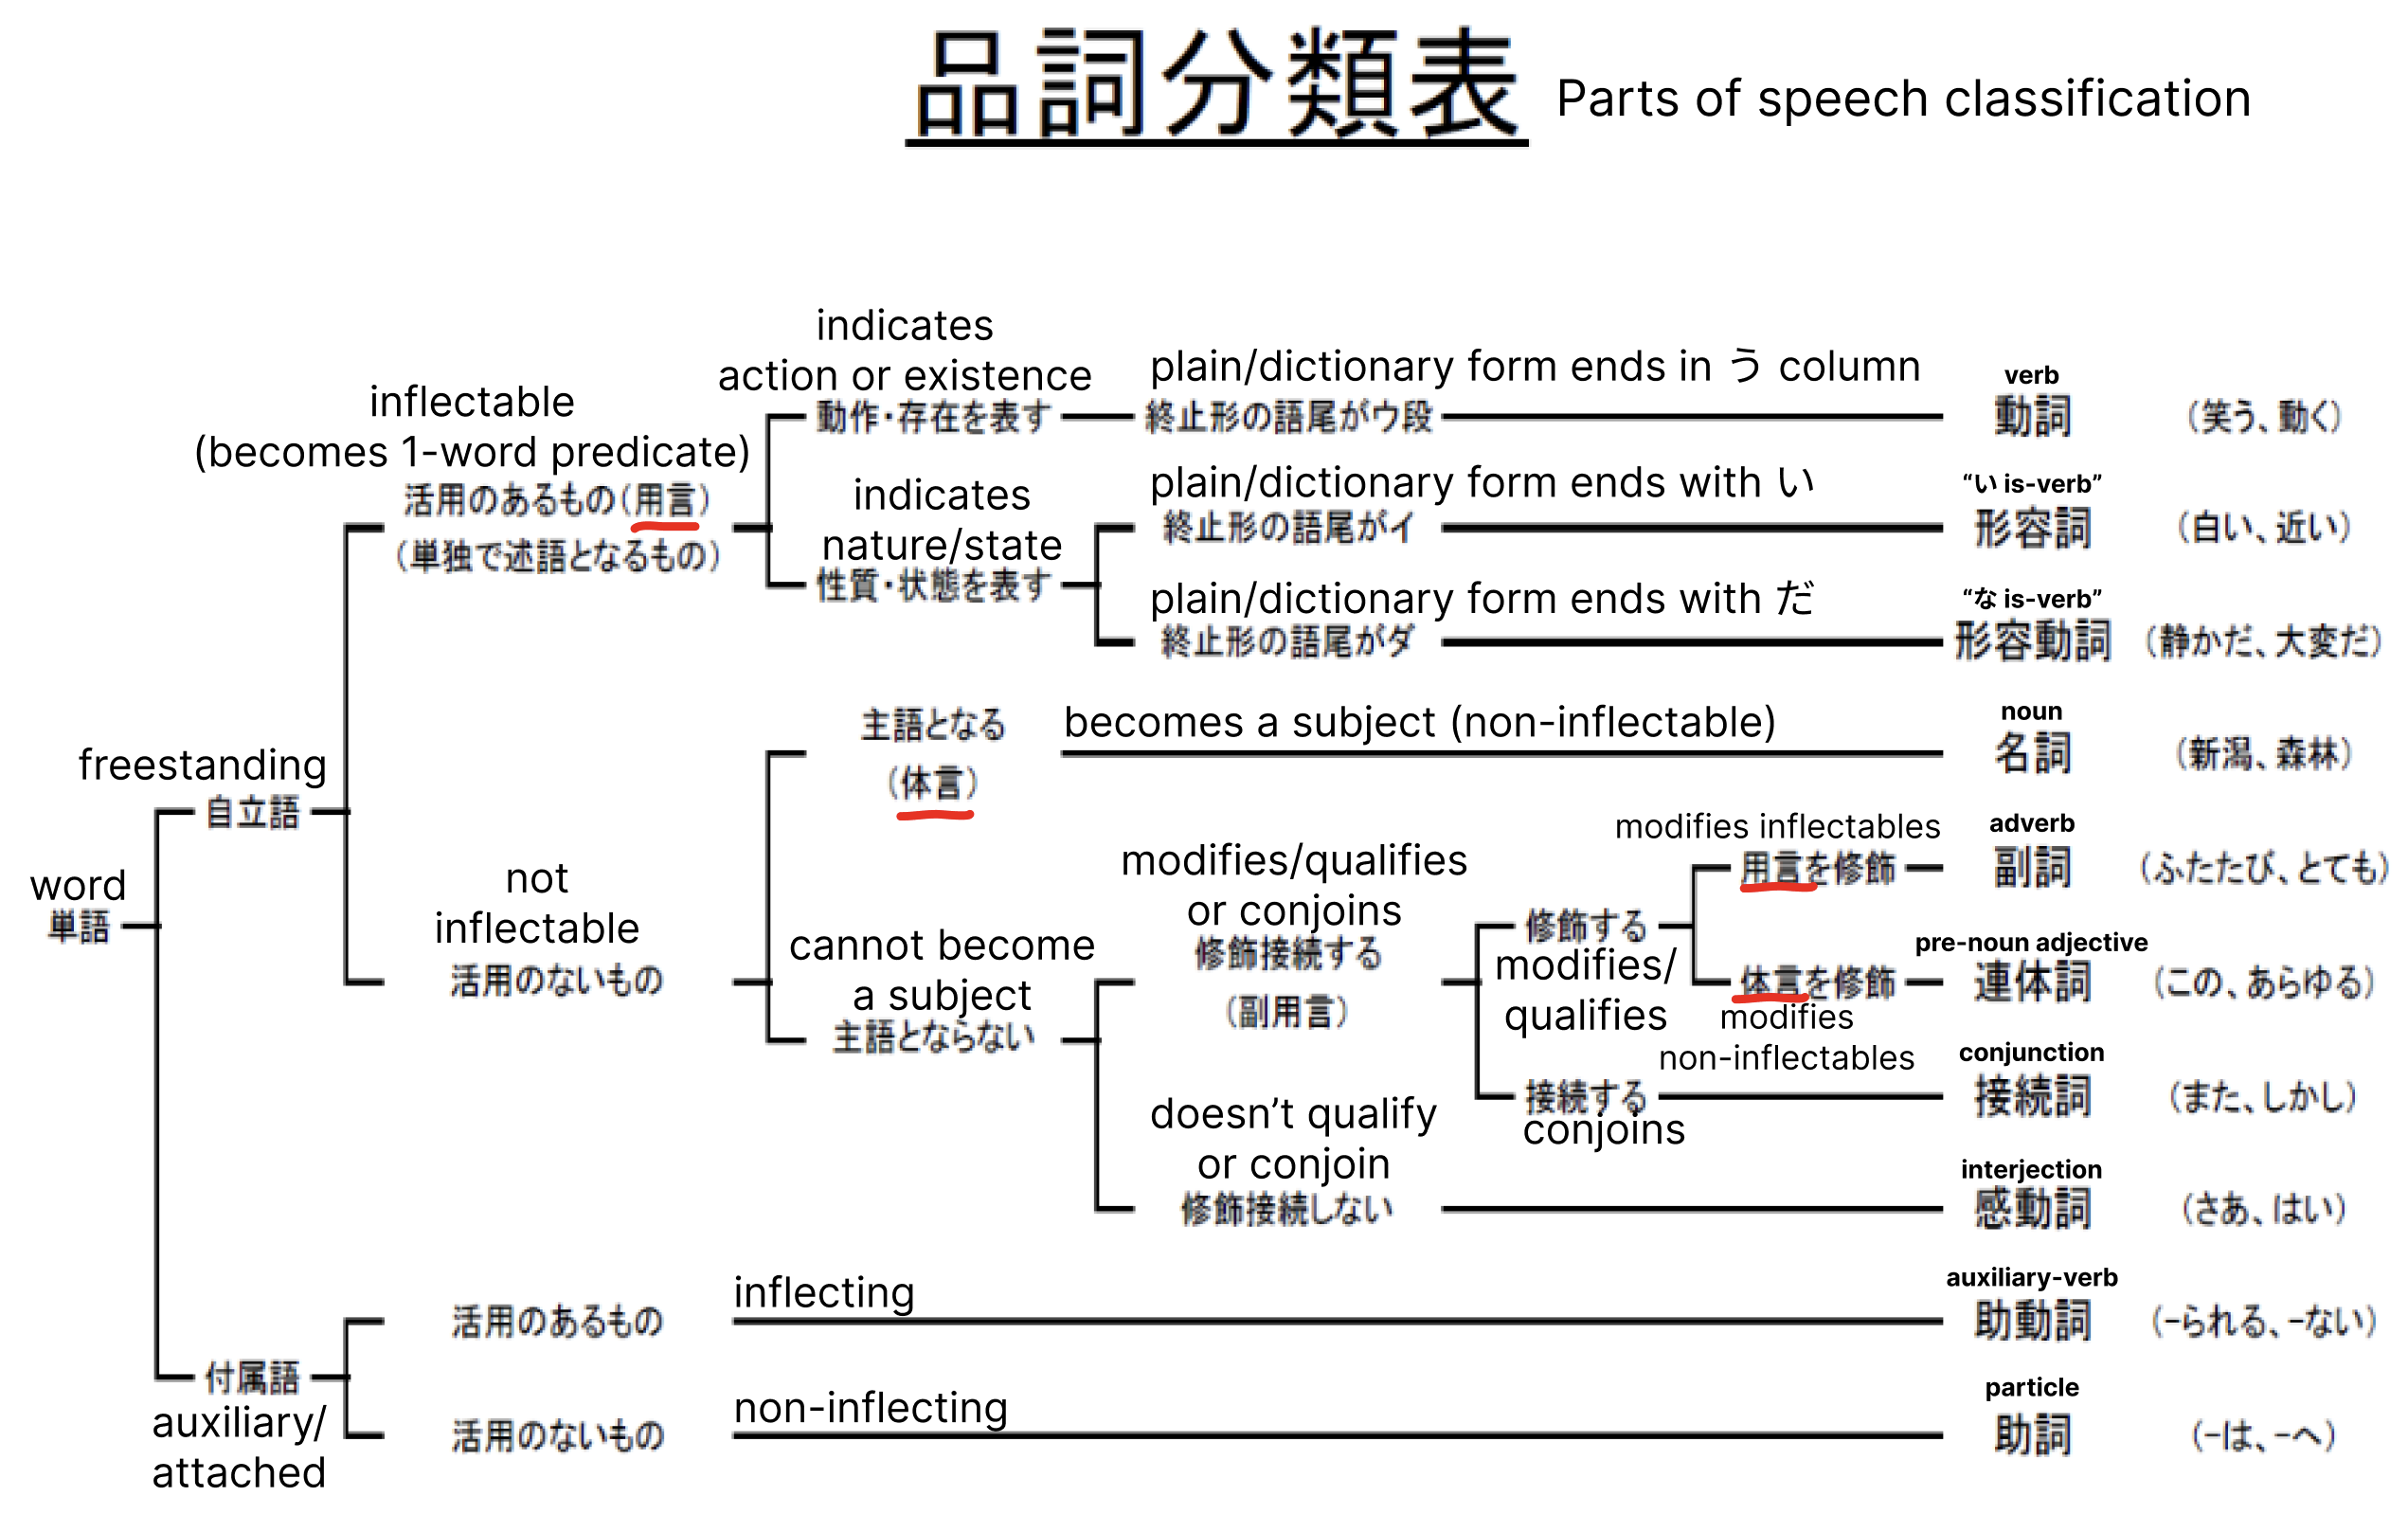 品詞分類表 Parts of speech classification
indicates
action or existence
動作・存在を表す
plain/dictionary form ends in う column
終止形の語尾がウ段
verb
動詞
(笑う、動く)
inflectable
(becomes 1-word predicate)
活用のあるもの(用言)
(単独で述語となるもの)
indicates
nature/state
性質・状態を表す
plain/dictionary form ends with い
終止形の語尾がイ
“い is-verb”
形容詞
(白い、近い)
plain/dictionary form ends with だ
終止形の語尾がダ
“な is-verb”
形容動詞
(静かだ、大変だ)
主語となる
(体言)
becomes a subject (non-inflectable)
noun
名詞
(新潟、森林)
freestanding
自立語
word
単語
not
inflectable
活用のないもの
cannot become
a subject
主語とならない
modifies/qualifies
or conjoins
修飾接続する
(副用言)
修飾する
modifies/
qualifies
modifies inflectables
用言を修飾
adverb
副詞
(ふたたび、とても)
体言を修飾
modifies
non-inflectables
pre-noun adjective
連体詞
(この、あらゆる)
接続する
conjoins
conjunction
接続詞
(また、しかし)
doesn’t qualify
or conjoin
修飾接続しない
interjection
感動詞
(さあ、はい)
付属語
auxiliary/
attached
活用のあるもの
inflecting
auxiliary-verb
助動詞
(-られる、-ない)
活用のないもの
non-inflecting
particle
助詞
(-は、-へ)